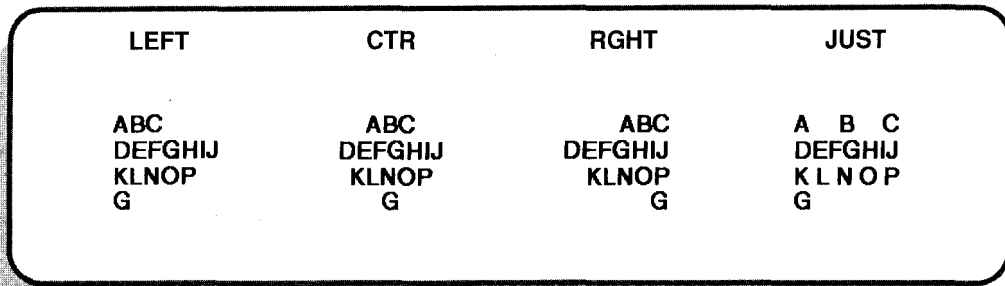 LEFT CTR RGHT JUST
ABC ABC ABC A B C
DEFGHIJ DEFGHIJ DEFGHIJ DEFGHIJ
KLNOP KLNOP KLNOP K L N O P
G G G G